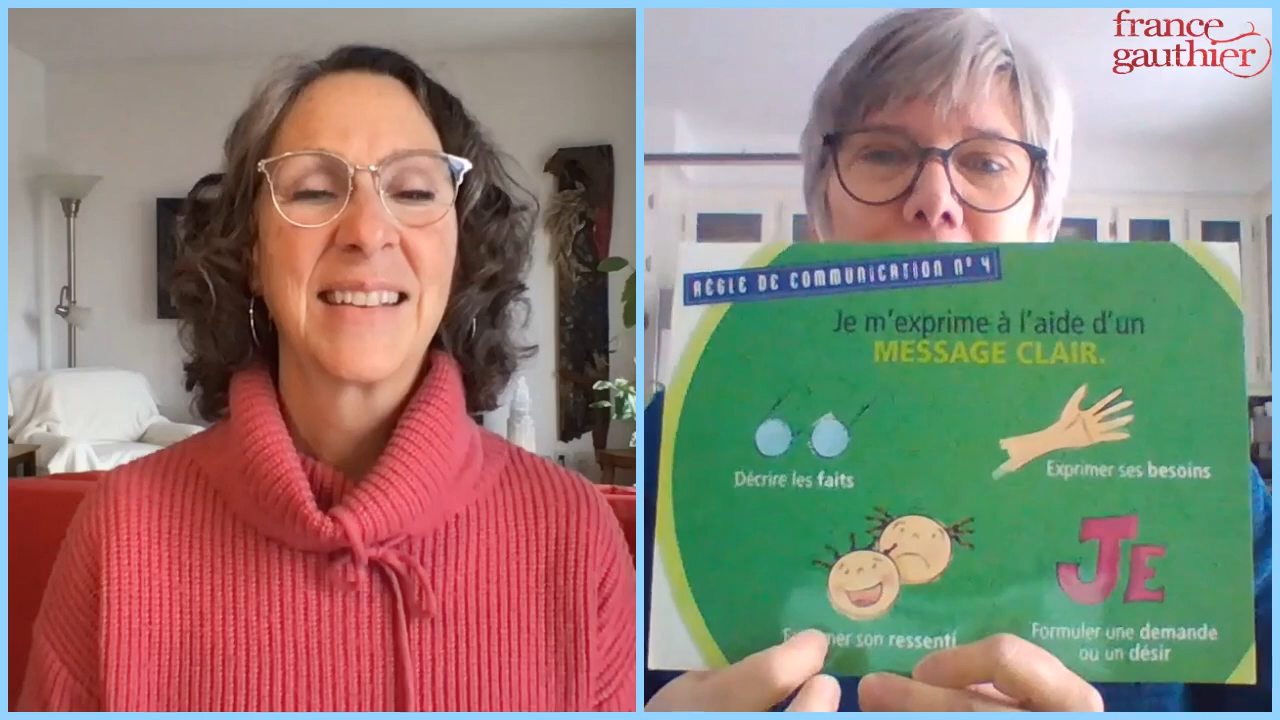 france
gauthier
RÈGLE DE COMMUNICATION N° 4
Je m'exprime à l'aide d'un
MESSAGE CLAIR.
Décrire les faits
Exprimer ses besoins
JE
son ressenti
Formuler une demande
ou un désir